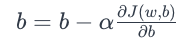 b = b − α ∂J(w,b)/∂b